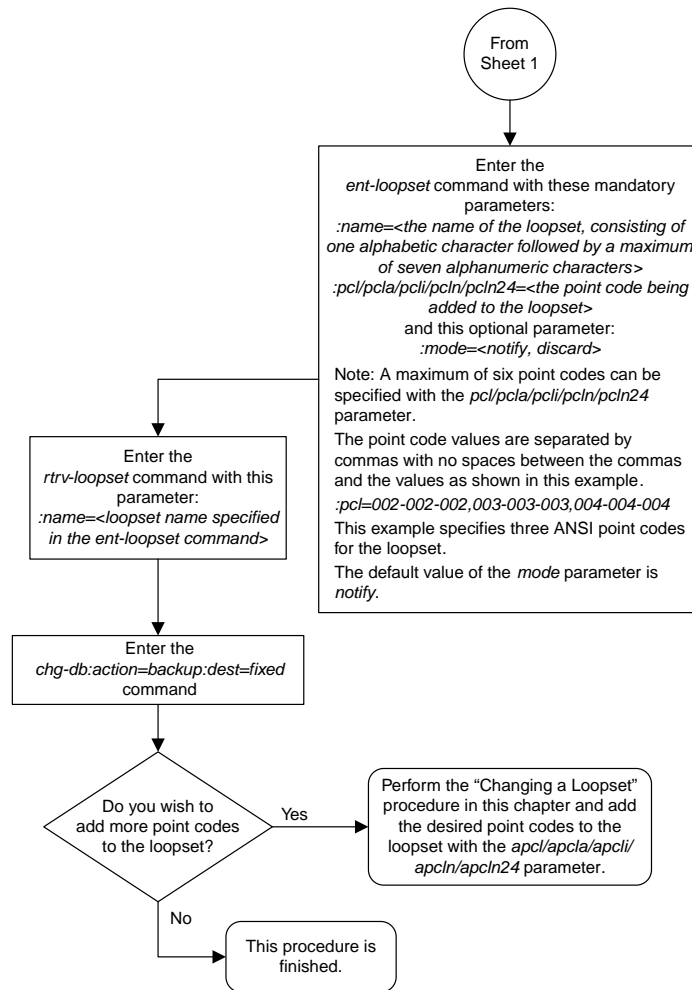 From
Sheet 1
Enter the
ent-loopset command with these mandatory
parameters:
:name=<the name of the loopset, consisting of
one alphabetic character followed by a maximum
of seven alphanumeric characters>
:pcl/pcla/pcli/pcln/pcln24=<the point code being
added to the loopset>
and this optional parameter:
:mode=<notify, discard>
Note: A maximum of six point codes can be
specified with the pcl/pcla/pcli/pcln/pcln24
parameter.
The point code values are separated by
commas with no spaces between the commas
and the values as shown in this example.
:pcl=002-002-002,003-003-003,004-004-004
This example specifies three ANSI point codes
for the loopset.
The default value of the mode parameter is
notify.
Enter the
rtrv-loopset command with this
parameter:
:name=<loopset name specified
in the ent-loopset command>
Enter the
chg-db:action=backup:dest=fixed
command
Do you wish to
add more point codes
to the loopset?
Yes
Perform the “Changing a Loopset”
procedure in this chapter and add
the desired point codes to the
loopset with the apcl/apcla/apcli/
apcln/apcln24 parameter.
No
This procedure is
finished.